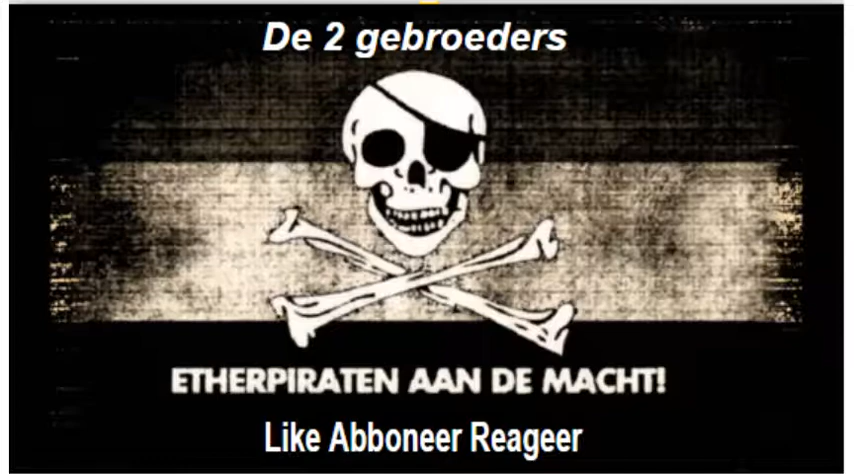 De 2 gebroeders
ETHERPIRATEN AAN DE MACHT!
Like Abboneer Reageer